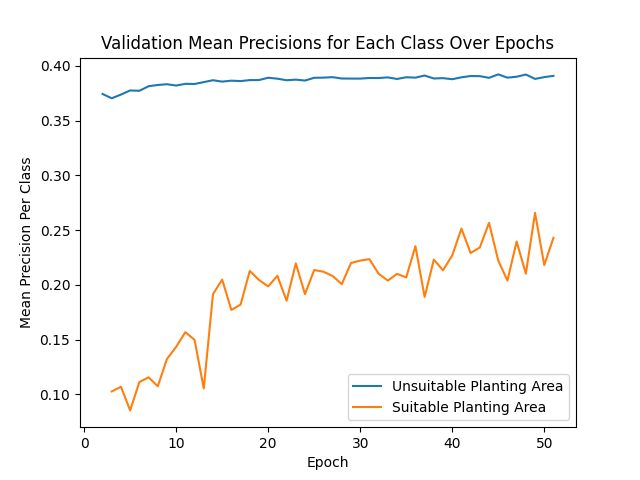 Validation Mean Precisions for Each Class Over Epochs
Mean Precision Per Class
0.40
0.35
0.30
0.25
0.20
0.15
0.10
Unsuitable Planting Area
Suitable Planting Area
0 10 20 30 40 50
Epoch